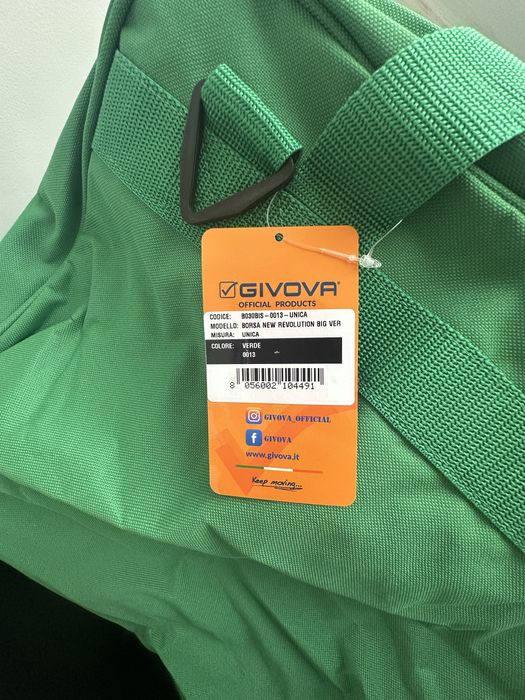 GIVOVA
OFFICIAL PRODUCTS
CODICE: B030BIS-0013-UNICA
MODELLO: BORSA NEW REVOLUTION BIG VER
MISURA: UNICA
COLORE: VERDE
0013
8 056002 104491
GIVOVA_OFFICIAL
GIVOVA
www.givova.it
Keep moving...